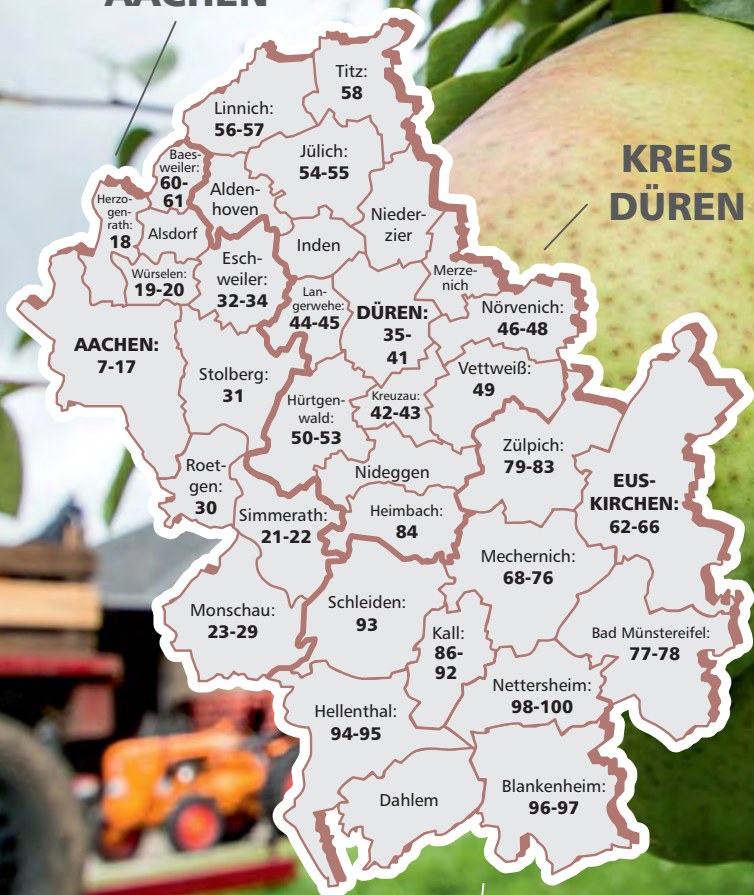 AACHEN
Titz:
58
Linnich:
56-57
Jülich:
54-55
Baes-
weiler:
60-
61
Alden-
hoven
Herzo-
gen-
rath:
18
Alsdorf
Nieder-
zier
Inden
Esch-
weiler:
32-34
Würselen:
19-20
Merze-
nich
Lan-
gerwehe:
44-45
DÜREN:
35-
41
Nörvenich:
46-48
KREIS
DÜREN
AACHEN:
7-17
Stolberg:
31
Vettweiß:
49
Hürtgen-
wald:
50-53
Kreuzau:
42-43
Zülpich:
79-83
Nideggen
Roet-
gen:
30
EUS-
KIRCHEN:
62-66
Simmerath:
21-22
Heimbach:
84
Mechernich:
68-76
Monschau:
23-29
Schleiden:
93
Kall:
86-
92
Bad Münstereifel:
77-78
Nettersheim:
98-100
Hellenthal:
94-95
Dahlem
Blankenheim:
96-97